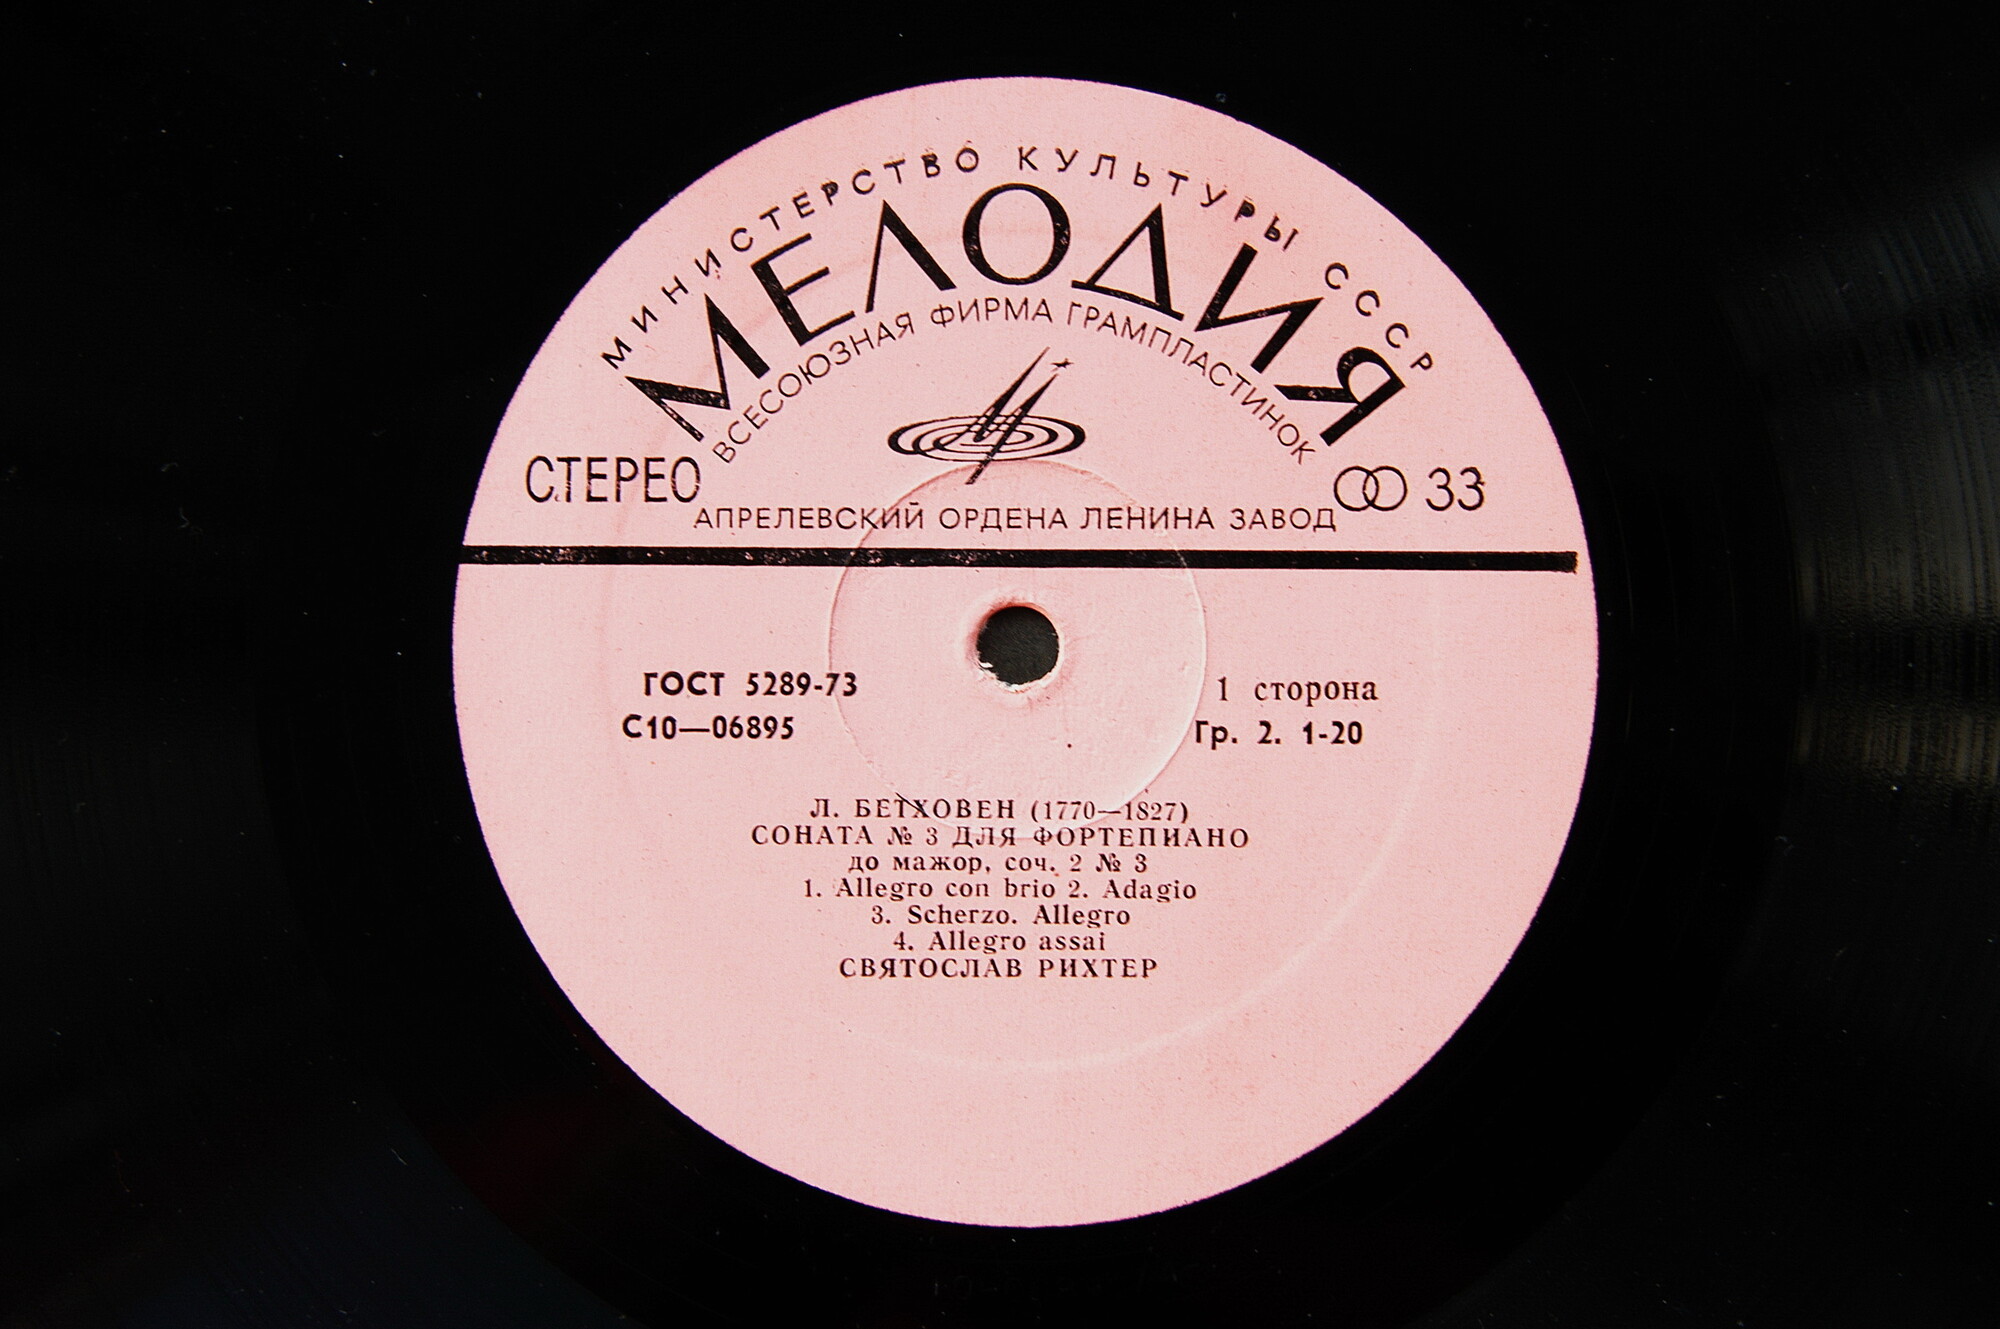 МИНИСТЕРСТВО КУЛЬТУРЫ СССР
МЕЛОДИЯ
ВСЕСОЮЗНАЯ ФИРМА ГРАМПЛАСТИНОК
СТЕРЕО
33
АПРЕЛЕВСКИЙ ОРДЕНА ЛЕНИНА ЗАВОД
ГОСТ 5289-73
1 сторона
С10—06895
Гр. 2. 1-20
Л. БЕТХОВЕН (1770—1827)
СОНАТА № 3 ДЛЯ ФОРТЕПИАНО
до мажор, соч. 2 № 3
1. Allegro con brio 2. Adagio
3. Scherzo. Allegro
4. Allegro assai
СВЯТОСЛАВ РИХТЕР